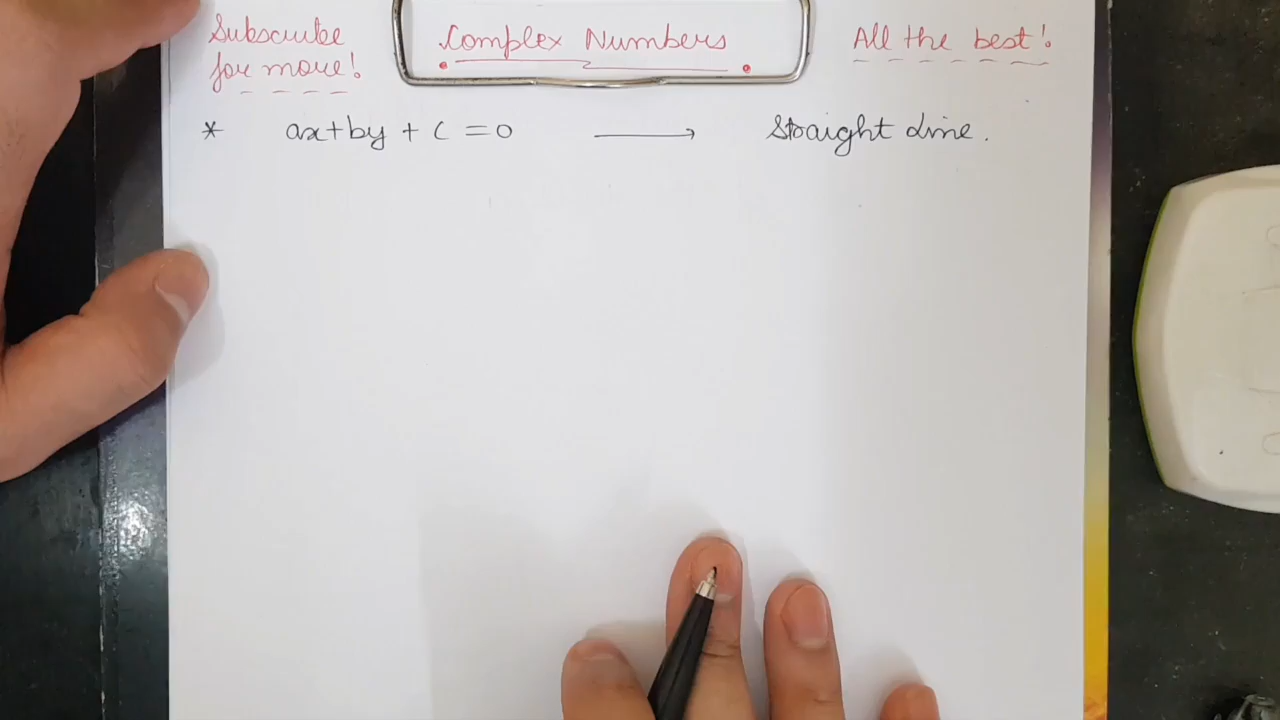 Subscribe
for more!
Complex Numbers
All the best!
* ax+by + c = 0 → Straight Line.